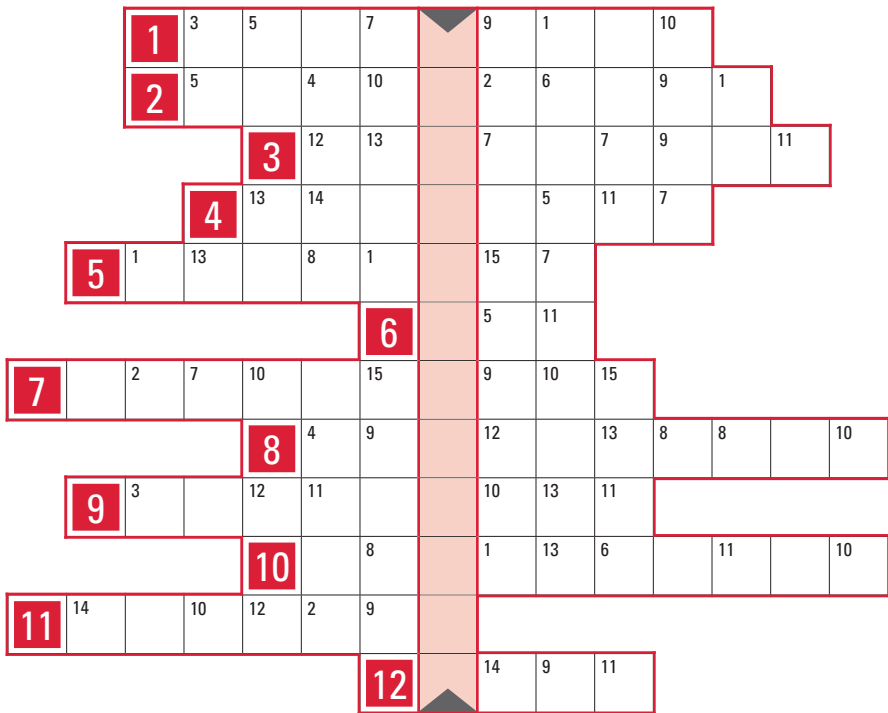 1 3 5 7 9 1 10
2 5 4 10 2 6 9 1
3 12 13 7 7 9 11
4 13 14 5 11 7
5 1 13 8 1 15 7
6 5 11
7 2 7 10 15 9 10 15
8 4 9 12 13 8 8 10
9 3 12 11 10 13 11
10 8 1 13 6 11 10
11 14 10 12 2 9
12 14 9 11